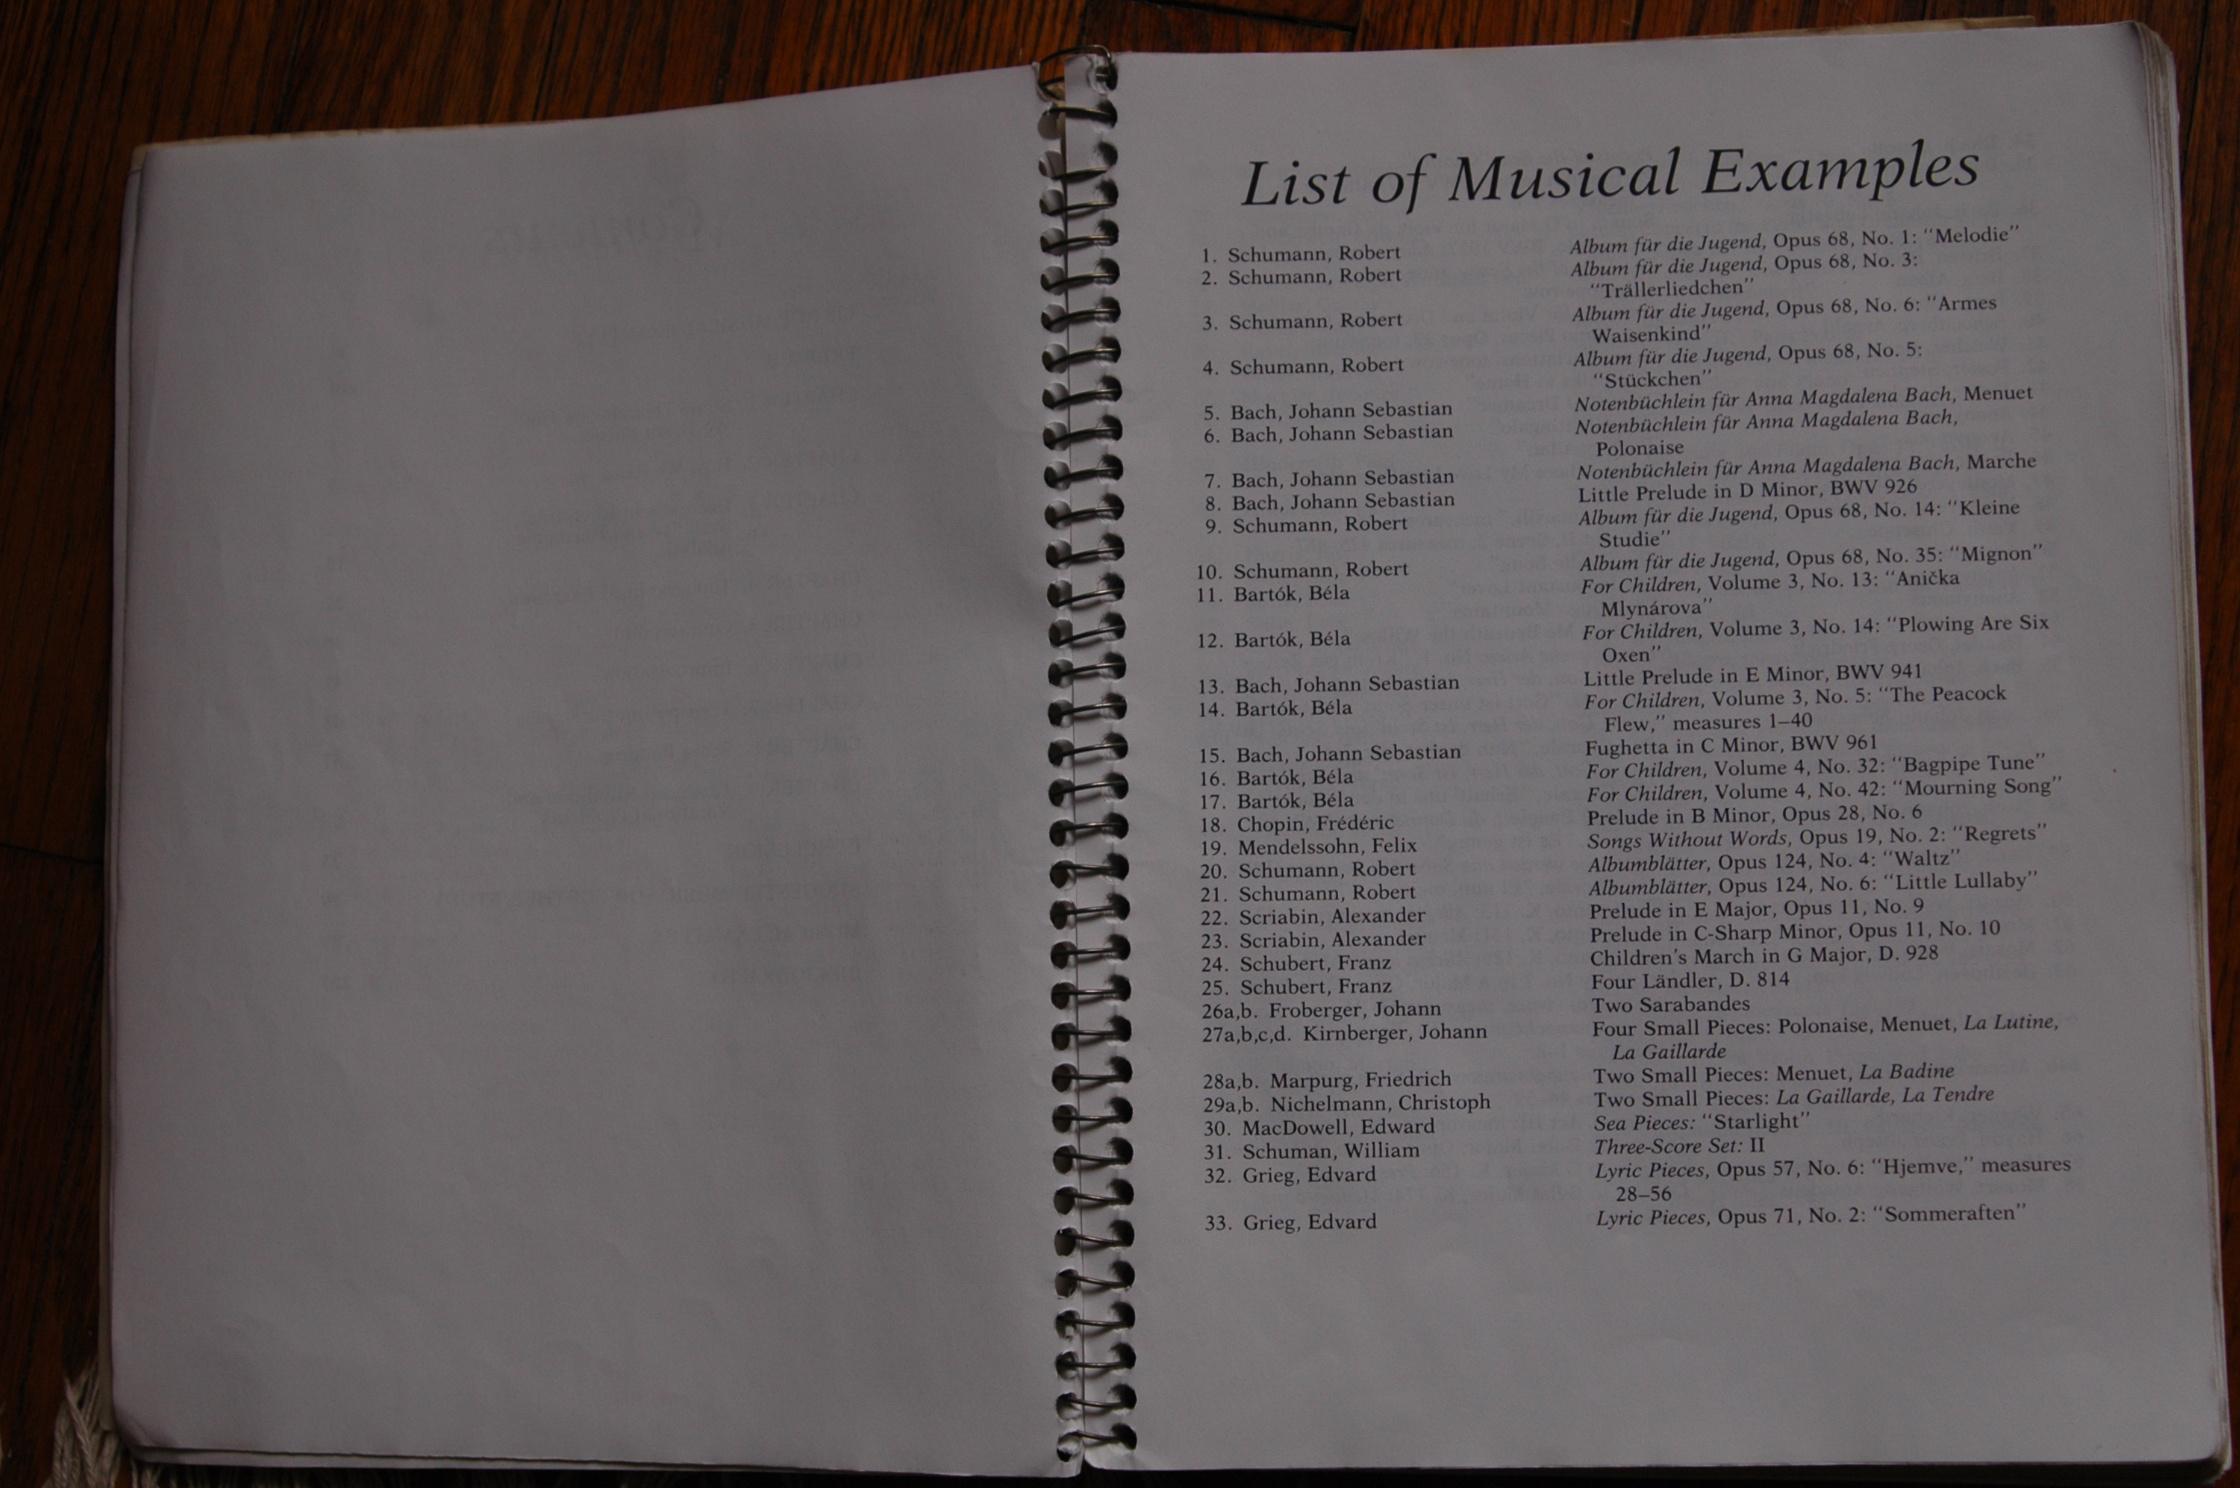 List of Musical Examples
1. Schumann, Robert Album für die Jugend, Opus 68, No. 1: "Melodie"
2. Schumann, Robert Album für die Jugend, Opus 68, No. 3:
"Trällerliedchen"
3. Schumann, Robert Album für die Jugend, Opus 68, No. 6: "Armes
Waisenkind"
4. Schumann, Robert Album für die Jugend, Opus 68, No. 5:
"Stückchen"
5. Bach, Johann Sebastian Notenbüchlein für Anna Magdalena Bach, Menuet
6. Bach, Johann Sebastian Notenbüchlein für Anna Magdalena Bach,
Polonaise
7. Bach, Johann Sebastian Notenbüchlein für Anna Magdalena Bach, Marche
8. Bach, Johann Sebastian Little Prelude in D Minor, BWV 926
9. Schumann, Robert Album für die Jugend, Opus 68, No. 14: "Kleine
Studie"
10. Schumann, Robert Album für die Jugend, Opus 68, No. 35: "Mignon"
11. Bartók, Béla For Children, Volume 3, No. 13: "Anička
Mlynárova"
12. Bartók, Béla For Children, Volume 3, No. 14: "Plowing Are Six
Oxen"
13. Bach, Johann Sebastian Little Prelude in E Minor, BWV 941
14. Bartók, Béla For Children, Volume 3, No. 5: "The Peacock
Flew," measures 1–40
15. Bach, Johann Sebastian Fughetta in C Minor, BWV 961
16. Bartók, Béla For Children, Volume 4, No. 32: "Bagpipe Tune"
17. Bartók, Béla For Children, Volume 4, No. 42: "Mourning Song"
18. Chopin, Frédéric Prelude in B Minor, Opus 28, No. 6
19. Mendelssohn, Felix Songs Without Words, Opus 19, No. 2: "Regrets"
20. Schumann, Robert Albumblätter, Opus 124, No. 4: "Waltz"
21. Schumann, Robert Albumblätter, Opus 124, No. 6: "Little Lullaby"
22. Scriabin, Alexander Prelude in E Major, Opus 11, No. 9
23. Scriabin, Alexander Prelude in C-Sharp Minor, Opus 11, No. 10
24. Schubert, Franz Children's March in G Major, D. 928
25. Schubert, Franz Four Ländler, D. 814
26a,b. Froberger, Johann Two Sarabandes
27a,b,c,d. Kirnberger, Johann Four Small Pieces: Polonaise, Menuet, La Lutine,
La Gaillarde
28a,b. Marpurg, Friedrich Two Small Pieces: Menuet, La Badine
29a,b. Nichelmann, Christoph Two Small Pieces: La Gaillarde, La Tendre
30. MacDowell, Edward Sea Pieces: "Starlight"
31. Schuman, William Three-Score Set: II
32. Grieg, Edvard Lyric Pieces, Opus 57, No. 6: "Hjemve," measures
28–56
33. Grieg, Edvard Lyric Pieces, Opus 71, No. 2: "Sommeraften"